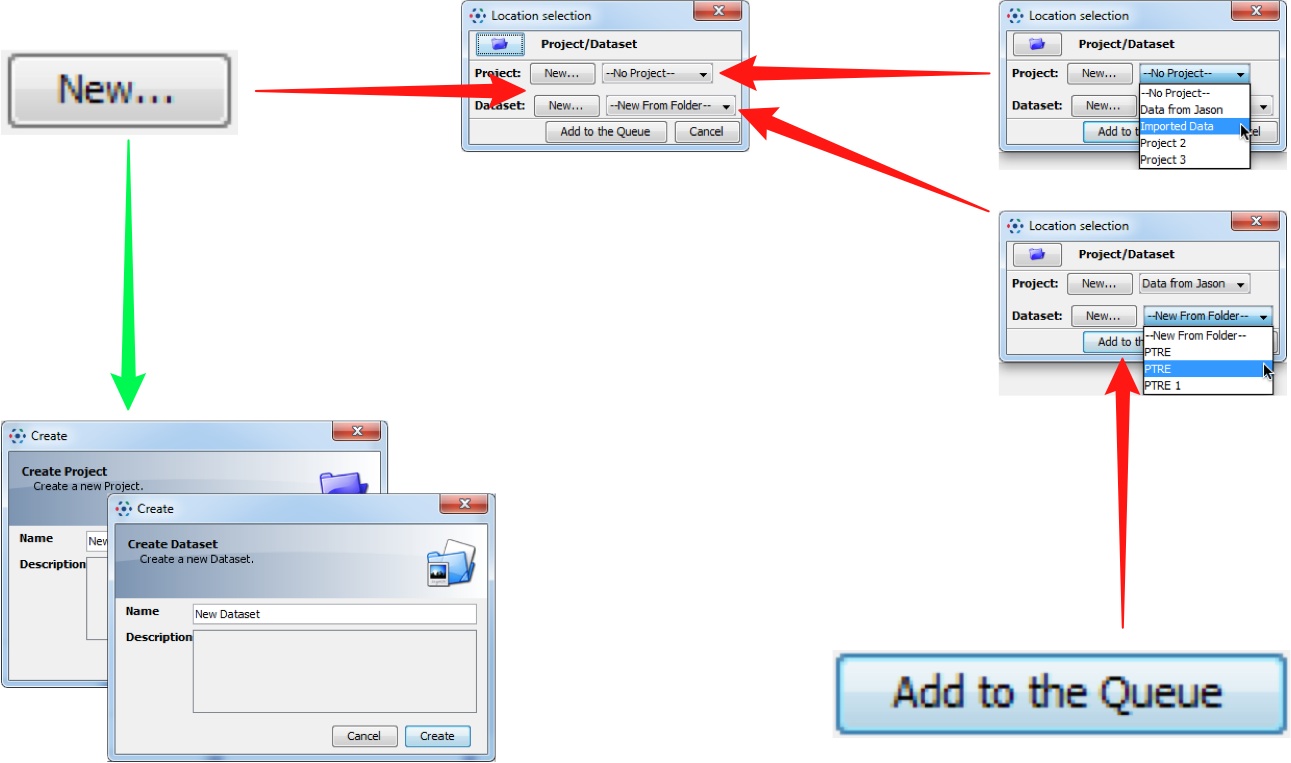 New...
Location selection
Project/Dataset
Project: New... --No Project--
Dataset: New... --New From Folder--
Add to the Queue Cancel
Location selection
Project/Dataset
Project: New... --No Project--
--No Project--
Dataset: New... Data from Jason
Add to t Imported Data el
Project 2
Project 3
Location selection
Project/Dataset
Project: New... Data from Jason
Dataset: New... --New From Folder--
--New From Folder--
Add to th PTRE
PTRE
PTRE 1
Create
Create Project
Create a new Project.
Name New
Description
Create
Create Dataset
Create a new Dataset.
Name New Dataset
Description
Cancel Create
Add to the Queue